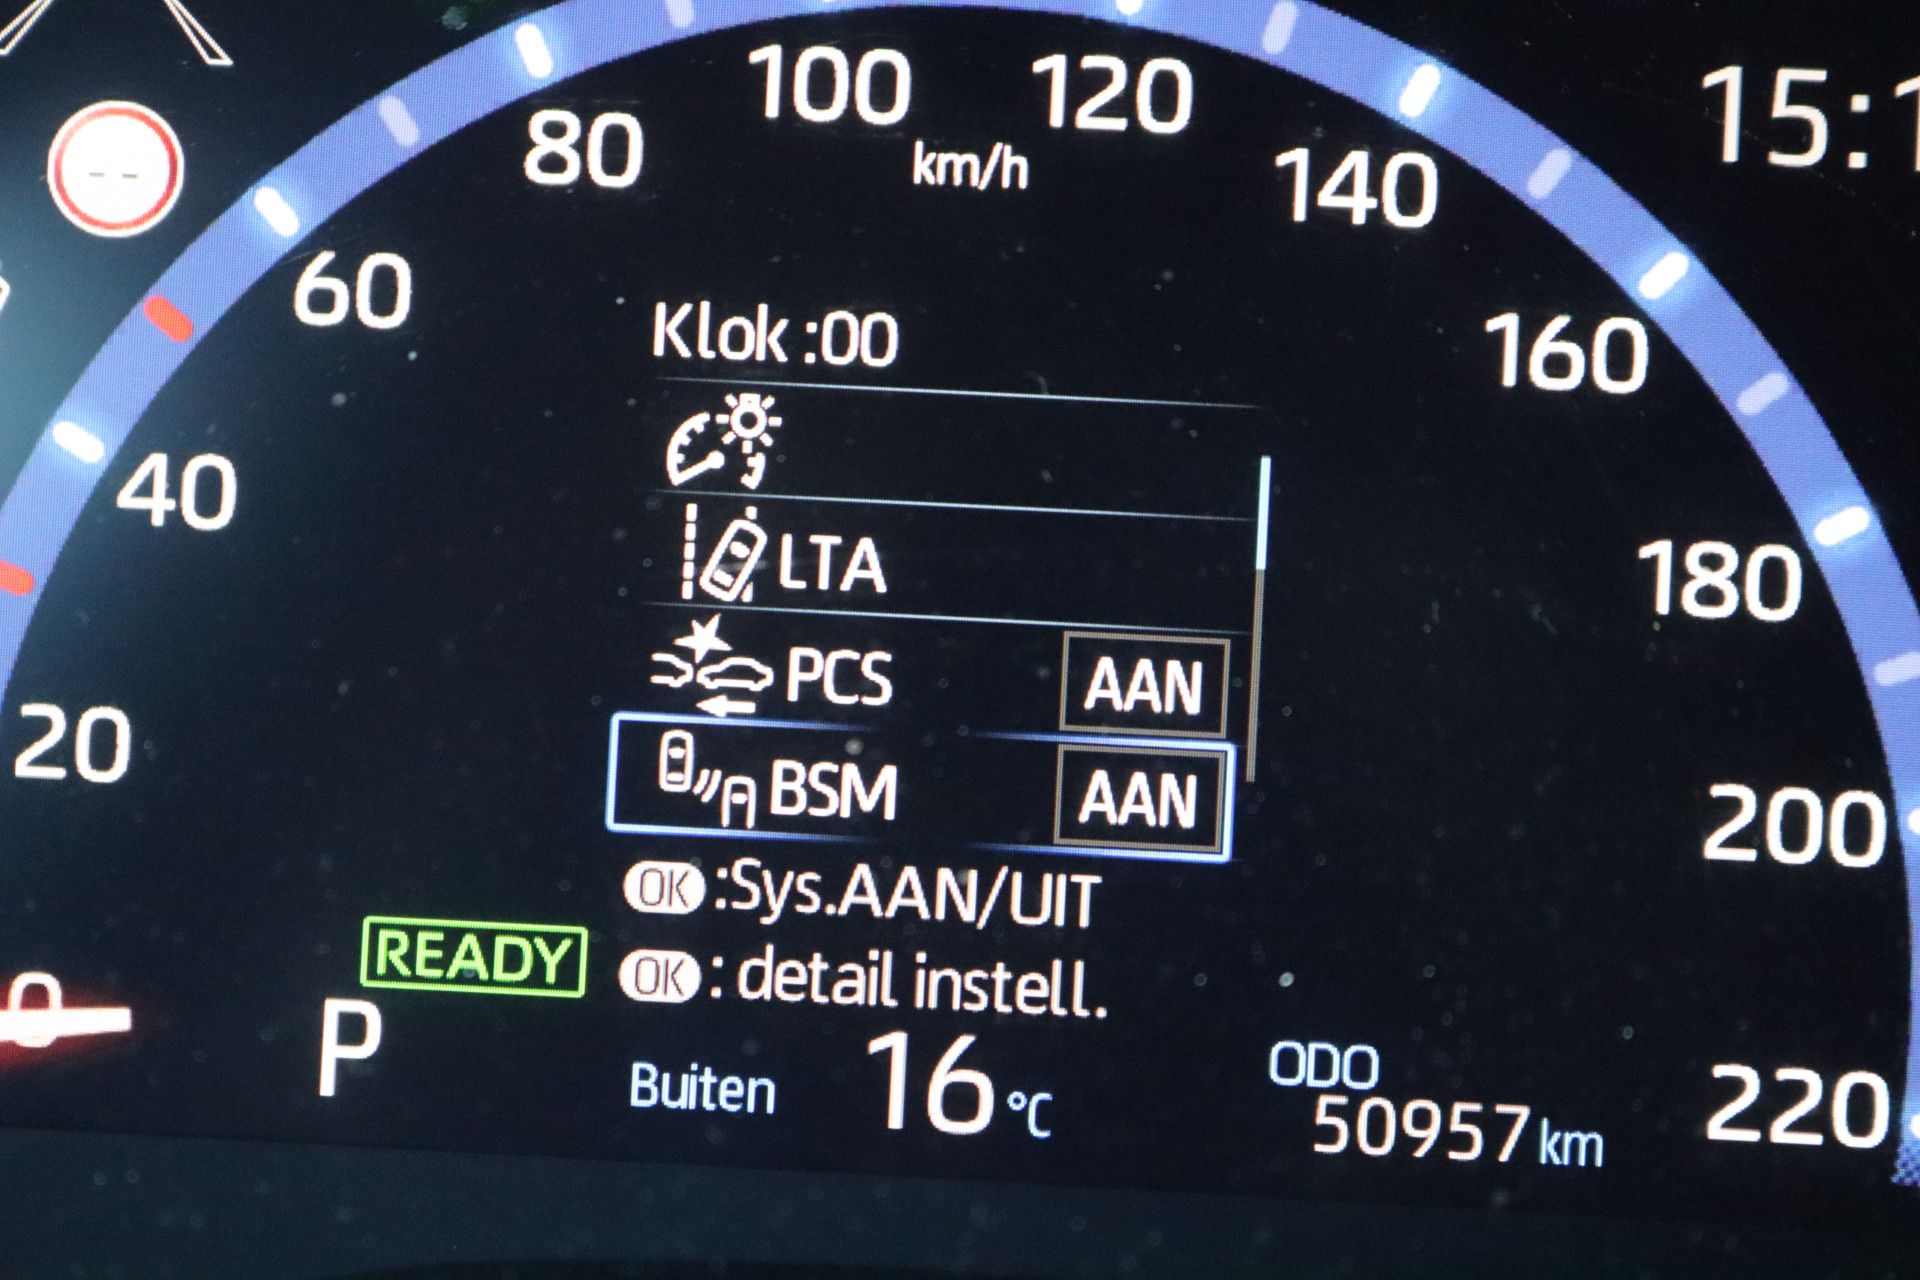 100 120
15:1
80 km/h 140
--
60 160
Klok :00
40 LTA 180
PCS AAN
20 BSM AAN 200
OK :Sys.AAN/UIT
READY OK : detail instell.
0 P Buiten 16 °C ODO 220
50957 km